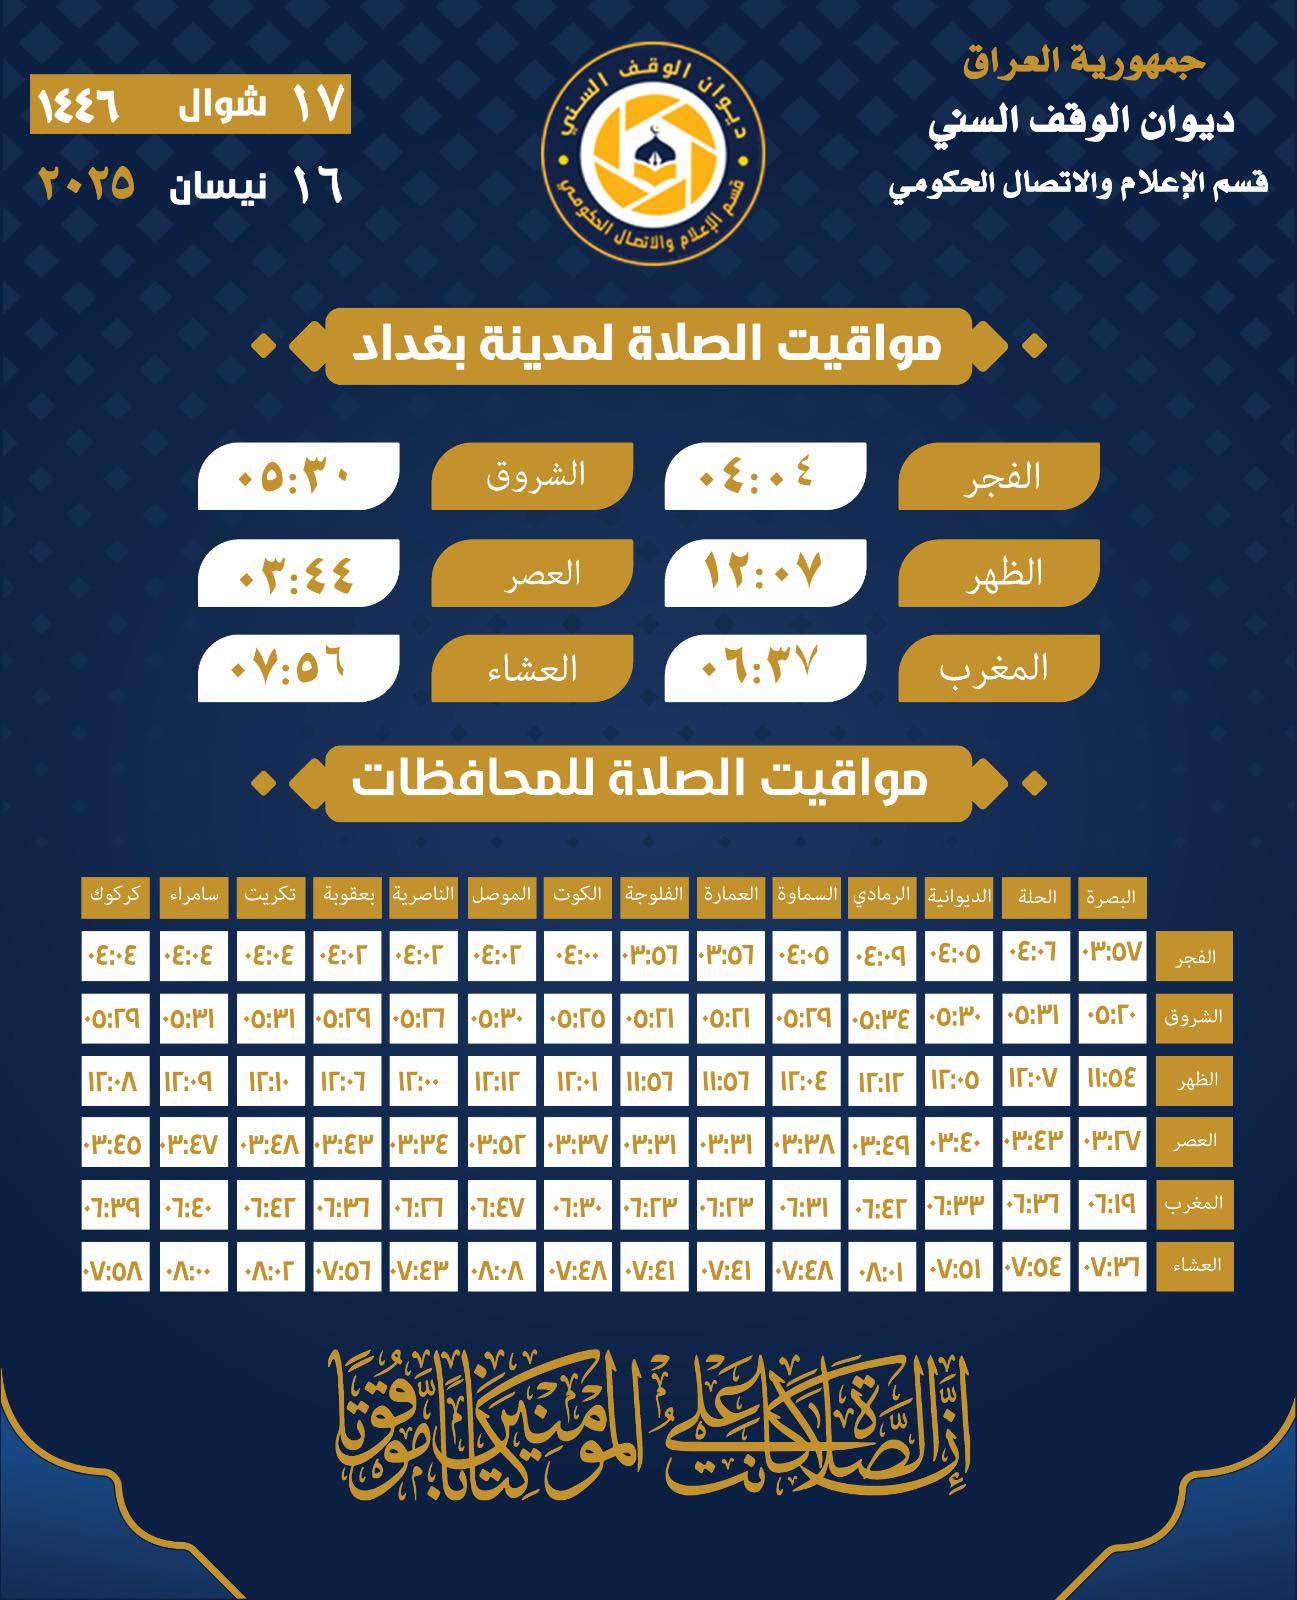 جمهورية العراق
ديوان الوقف السني
قسم الإعلام والاتصال الحكومي
ديوان الوقف السني
قسم الإعلام والاتصال الحكومي
١٧ شوال ١٤٤٦
١٦ نيسان ٢٠٢٥
مواقيت الصلاة لمدينة بغداد
الفجر ٠٤:٠٤ الشروق ٠٥:٣٠
الظهر ١٢:٠٧ العصر ٠٣:٤٤
المغرب ٠٦:٣٧ العشاء ٠٧:٥٦
مواقيت الصلاة للمحافظات
البصرة الحلة الديوانية الرمادي السماوة العمارة الفلوجة الكوت الموصل الناصرية بعقوبة تكريت سامراء كركوك
الفجر ٠٣:٥٧ ٠٤:٠٦ ٠٤:٠٥ ٠٤:٠٩ ٠٤:٠٥ ٠٣:٥٦ ٠٣:٥٦ ٠٤:٠٠ ٠٤:٠٢ ٠٤:٠٢ ٠٤:٠٢ ٠٤:٠٤ ٠٤:٠٤ ٠٤:٠٤
الشروق ٠٥:٢٠ ٠٥:٣١ ٠٥:٣٠ ٠٥:٣٤ ٠٥:٢٩ ٠٥:٢١ ٠٥:٢١ ٠٥:٢٥ ٠٥:٣٠ ٠٥:٢٦ ٠٥:٢٩ ٠٥:٣١ ٠٥:٣١ ٠٥:٢٩
الظهر ١١:٥٤ ١٢:٠٧ ١٢:٠٥ ١٢:١٢ ١٢:٠٤ ١١:٥٦ ١١:٥٦ ١٢:٠١ ١٢:١٢ ١٢:٠٠ ١٢:٠٦ ١٢:١٠ ١٢:٠٩ ١٢:٠٨
العصر ٠٣:٢٧ ٠٣:٤٣ ٠٣:٤٠ ٠٣:٤٩ ٠٣:٣٨ ٠٣:٣١ ٠٣:٣١ ٠٣:٣٧ ٠٣:٥٢ ٠٣:٣٤ ٠٣:٤٣ ٠٣:٤٨ ٠٣:٤٧ ٠٣:٤٥
المغرب ٠٦:١٩ ٠٦:٣٦ ٠٦:٣٣ ٠٦:٤٢ ٠٦:٣١ ٠٦:٢٣ ٠٦:٢٣ ٠٦:٣٠ ٠٦:٤٧ ٠٦:٢٦ ٠٦:٣٦ ٠٦:٤٢ ٠٦:٤٠ ٠٦:٣٩
العشاء ٠٧:٣٦ ٠٧:٥٤ ٠٧:٥١ ٠٨:٠١ ٠٧:٤٨ ٠٧:٤١ ٠٧:٤١ ٠٧:٤٨ ٠٨:٠٨ ٠٧:٤٣ ٠٧:٥٦ ٠٨:٠٢ ٠٨:٠٠ ٠٧:٥٨
إِنَّ الصَّلَاةَ كَانَتْ عَلَى الْمُؤْمِنِينَ كِتَابًا مَوْقُوتًا